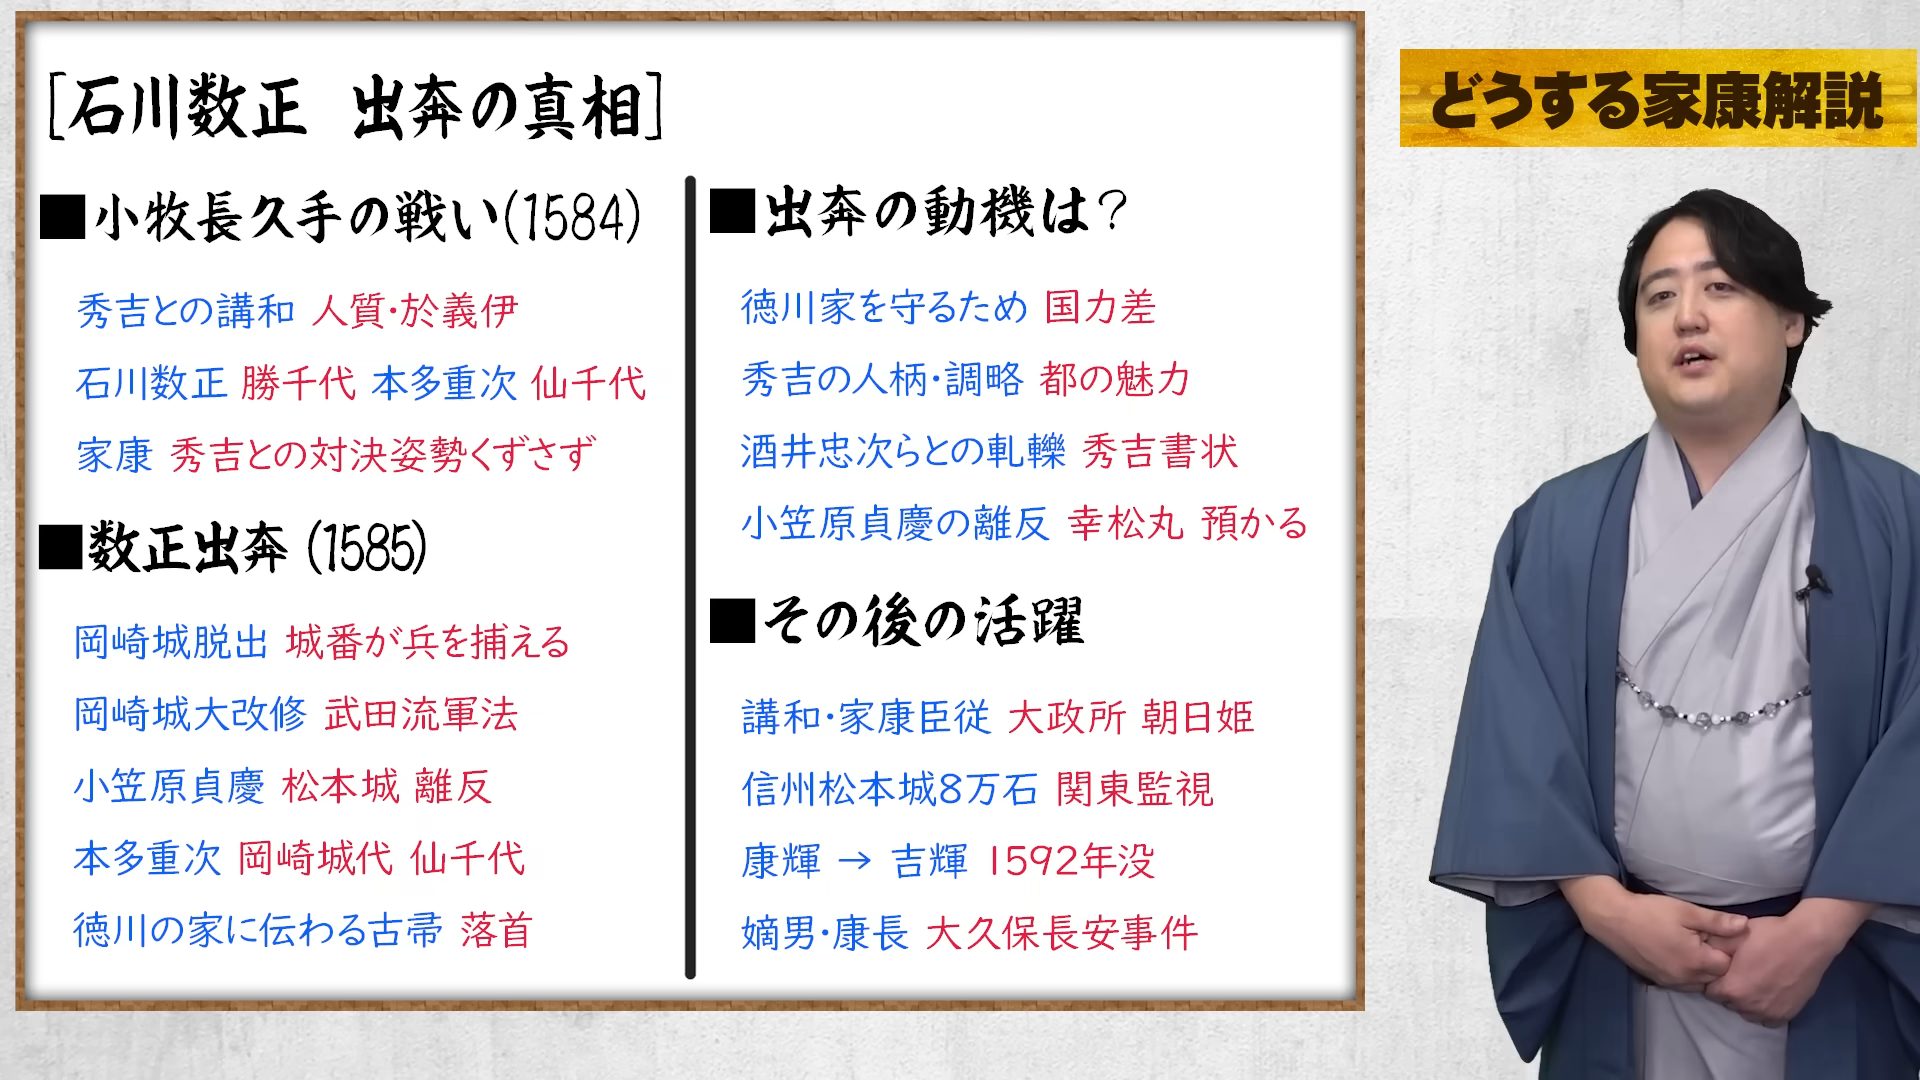 [石川数正 出奔の真相]
■小牧長久手の戦い(1584)
秀吉との講和 人質・於義伊
石川数正 勝千代 本多重次 仙千代
家康 秀吉との対決姿勢くずさず
■数正出奔(1585)
岡崎城脱出 城番が兵を捕える
岡崎城大改修 武田流軍法
小笠原貞慶 松本城 離反
本多重次 岡崎城代 仙千代
徳川の家に伝わる古帚 落首
■出奔の動機は?
徳川家を守るため 国力差
秀吉の人柄・調略 都の魅力
酒井忠次らとの軋轢 秀吉書状
小笠原貞慶の離反 幸松丸 預かる
■その後の活躍
講和・家康臣従 大政所 朝日姫
信州松本城8万石 関東監視
康輝 → 吉輝 1592年没
嫡男・康長 大久保長安事件
どうする家康解説